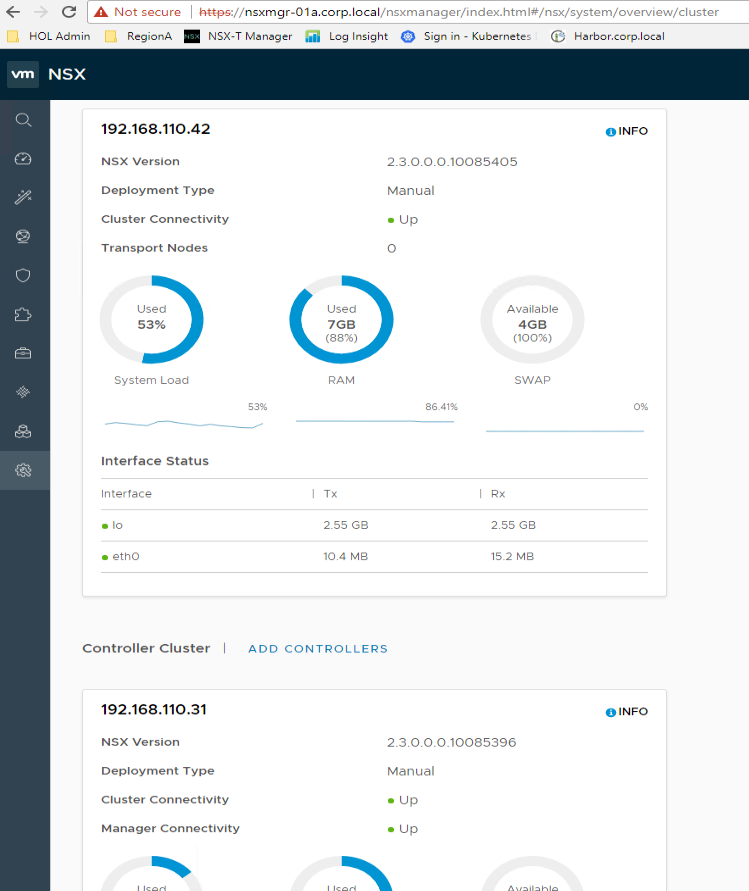 Not secure | https://nsxmgr-01a.corp.local/nsxmanager/index.html#/nsx/system/overview/cluster
HOL Admin RegionA NSX NSX-T Manager Log Insight Sign in - Kubernetes Harbor.corp.local
vm NSX
192.168.110.42 INFO
NSX Version 2.3.0.0.0.10085405
Deployment Type Manual
Cluster Connectivity Up
Transport Nodes 0
Used Used Available
53% 7GB 4GB
(88%) (100%)
System Load RAM SWAP
53% 86.41% 0%
Interface Status
Interface | Tx | Rx
lo 2.55 GB 2.55 GB
eth0 10.4 MB 15.2 MB
Controller Cluster | ADD CONTROLLERS
192.168.110.31 INFO
NSX Version 2.3.0.0.0.10085396
Deployment Type Manual
Cluster Connectivity Up
Manager Connectivity Up
Used Used Available